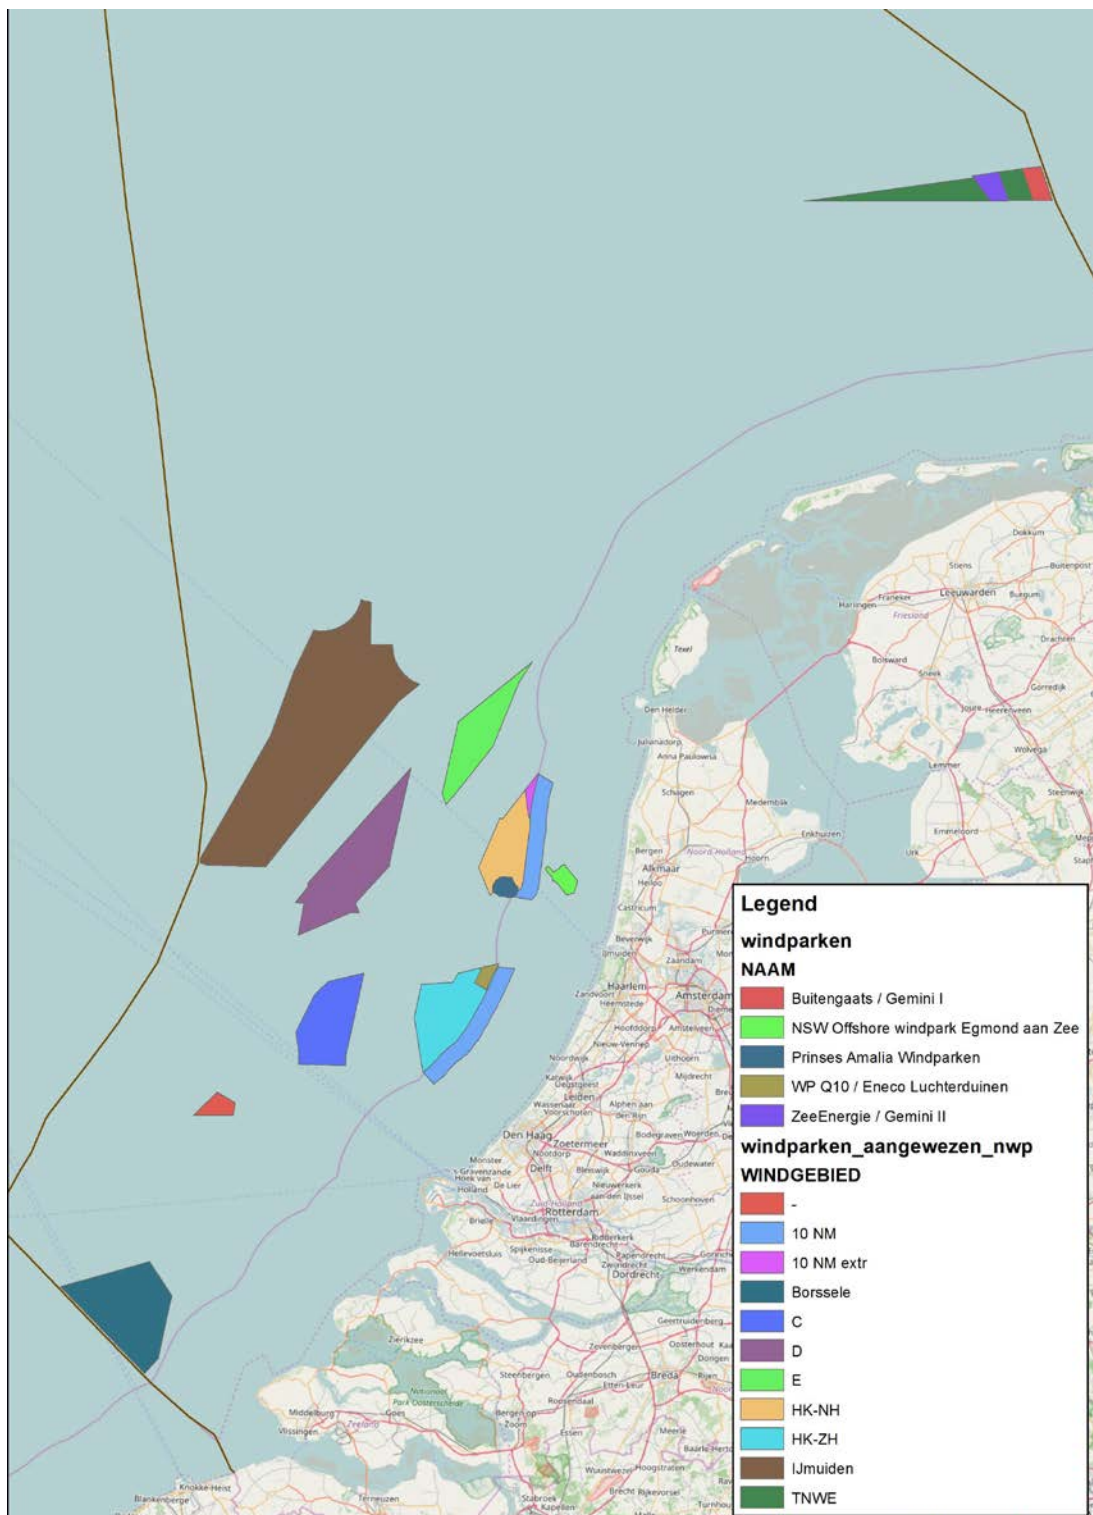 Dokkum
Stiens
Buitenpost
Leeuwarden
Burgum
Franeker
Harlingen
Friesland
Drachten
Texel
Bolsward
Sneek
Gorredijk
Den Helder
Joure
Heerenveen
Julianadorp
Anna Paulowna
Wolvega
Lemmer
Schagen
Steenwijk
Medemblik
Enkhuizen
Emmeloord
Bergen
Noord-Holland
Hoorn
Urk
Alkmaar
Heiloo
Castricum
Beverwijk
IJmuiden
Zaandam
Haarlem
Zandvoort
Amsterdam
Heemstede
Hoofddorp
Amstelveen
Nieuw-Vennep
Noordwijk
Uithoorn
Katwijk
Mijdrecht
Oegstgeest
Leiden
Wassenaar
Alphen aan
den Rijn
Voorschoten
Bodegraven
Woerden
Den Haag
Zoetermeer
Nootdorp
Waddinxveen
Monster
Delft
's-Gravenzande
Bleiswijk
Gouda
Oudewater
Hoek van
Holland
De Lier
Nieuwerkerk
aan den IJssel
Schoonhoven
Zuid-Holland
Rotterdam
Brielle
Vlaardingen
Ridderkerk
Barendrecht
Hellevoetsluis
Spijkenisse
Papendrecht
Oud-Beijerland
Zwijndrecht
Dordrecht
Werkendam
Geertruidenberg
Zierikzee
Zevenbergen
Oosterhout
Steenbergen
Oudenbosch
Etten-Leur
Breda
Dongen
Nationaal
Park Oosterschelde
Roosendaal
Middelburg
Goes
Bergen op
Zoom
Vlissingen
Zeeland
Essen
Meerle
Wuustwezel
Hoogstraten
Knokke-Heist
Blankenberge
Terneuzen
Stabroek
Kapellen
Brecht
Rijkevorsel
Legend
windparken
NAAM
Buitengaats / Gemini I
NSW Offshore windpark Egmond aan Zee
Prinses Amalia Windparken
WP Q10 / Eneco Luchterduinen
ZeeEnergie / Gemini II
windparken_aangewezen_nwp
WINDGEBIED
-
10 NM
10 NM extr
Borssele
C
D
E
HK-NH
HK-ZH
IJmuiden
TNWE